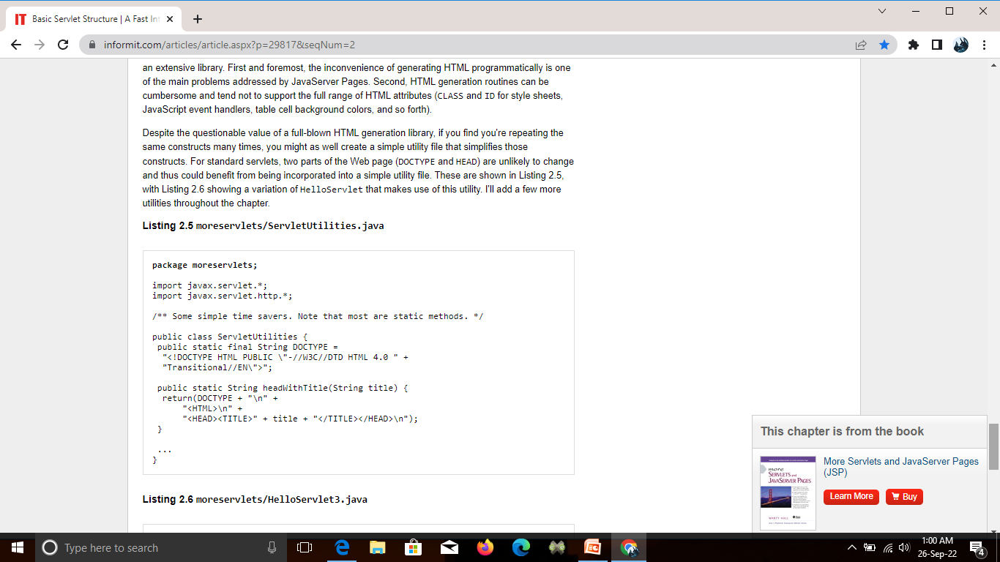 IT Basic Servlet Structure | A Fast Int
informit.com/articles/article.aspx?p=29817&seqNum=2
an extensive library. First and foremost, the inconvenience of generating HTML programmatically is one
of the main problems addressed by JavaServer Pages. Second, HTML generation routines can be
cumbersome and tend not to support the full range of HTML attributes (CLASS and ID for style sheets,
JavaScript event handlers, table cell background colors, and so forth).
Despite the questionable value of a full-blown HTML generation library, if you find you're repeating the
same constructs many times, you might as well create a simple utility file that simplifies those
constructs. For standard servlets, two parts of the Web page (DOCTYPE and HEAD) are unlikely to change
and thus could benefit from being incorporated into a simple utility file. These are shown in Listing 2.5,
with Listing 2.6 showing a variation of HelloServlet that makes use of this utility. I'll add a few more
utilities throughout the chapter.
Listing 2.5 moreservlets/ServletUtilities.java
package moreservlets;
import javax.servlet.*;
import javax.servlet.http.*;
/** Some simple time savers. Note that most are static methods. */
public class ServletUtilities {
public static final String DOCTYPE =
"<!DOCTYPE HTML PUBLIC \"-//W3C//DTD HTML 4.0 " +
"Transitional//EN\">";
public static String headWithTitle(String title) {
return(DOCTYPE + "\n" +
"<HTML>\n" +
"<HEAD><TITLE>" + title + "</TITLE></HEAD>\n");
}
...
}
Listing 2.6 moreservlets/HelloServlet3.java
This chapter is from the book
more
SERVLETS and
JAVASERVER PAGES
MARTY HALL
More Servlets and JavaServer Pages
(JSP)
Learn More
Buy
Type here to search
1:00 AM
26-Sep-22
4